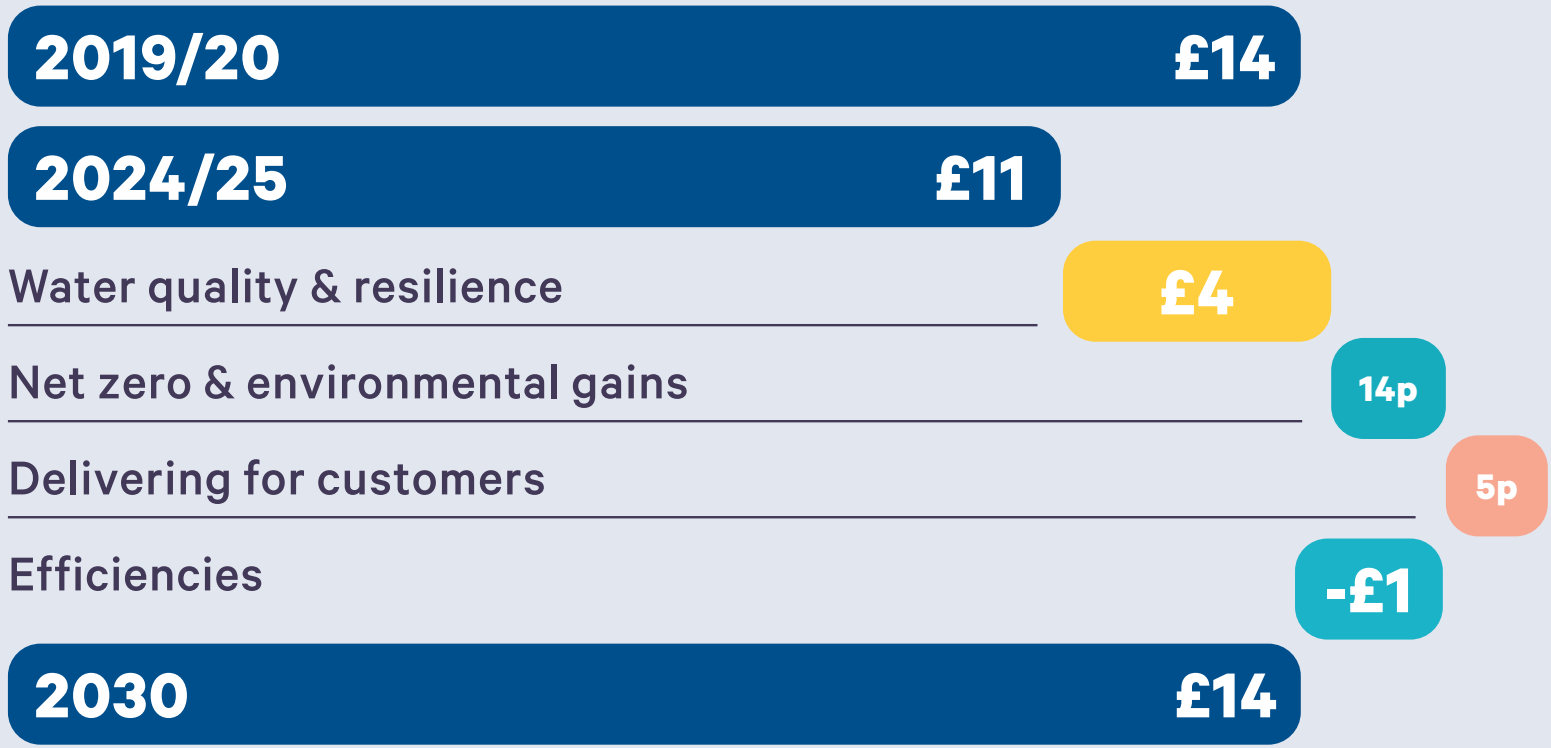 2019/20 £14
2024/25 £11
Water quality & resilience £4
Net zero & environmental gains 14p
Delivering for customers 5p
Efficiencies -£1
2030 £14